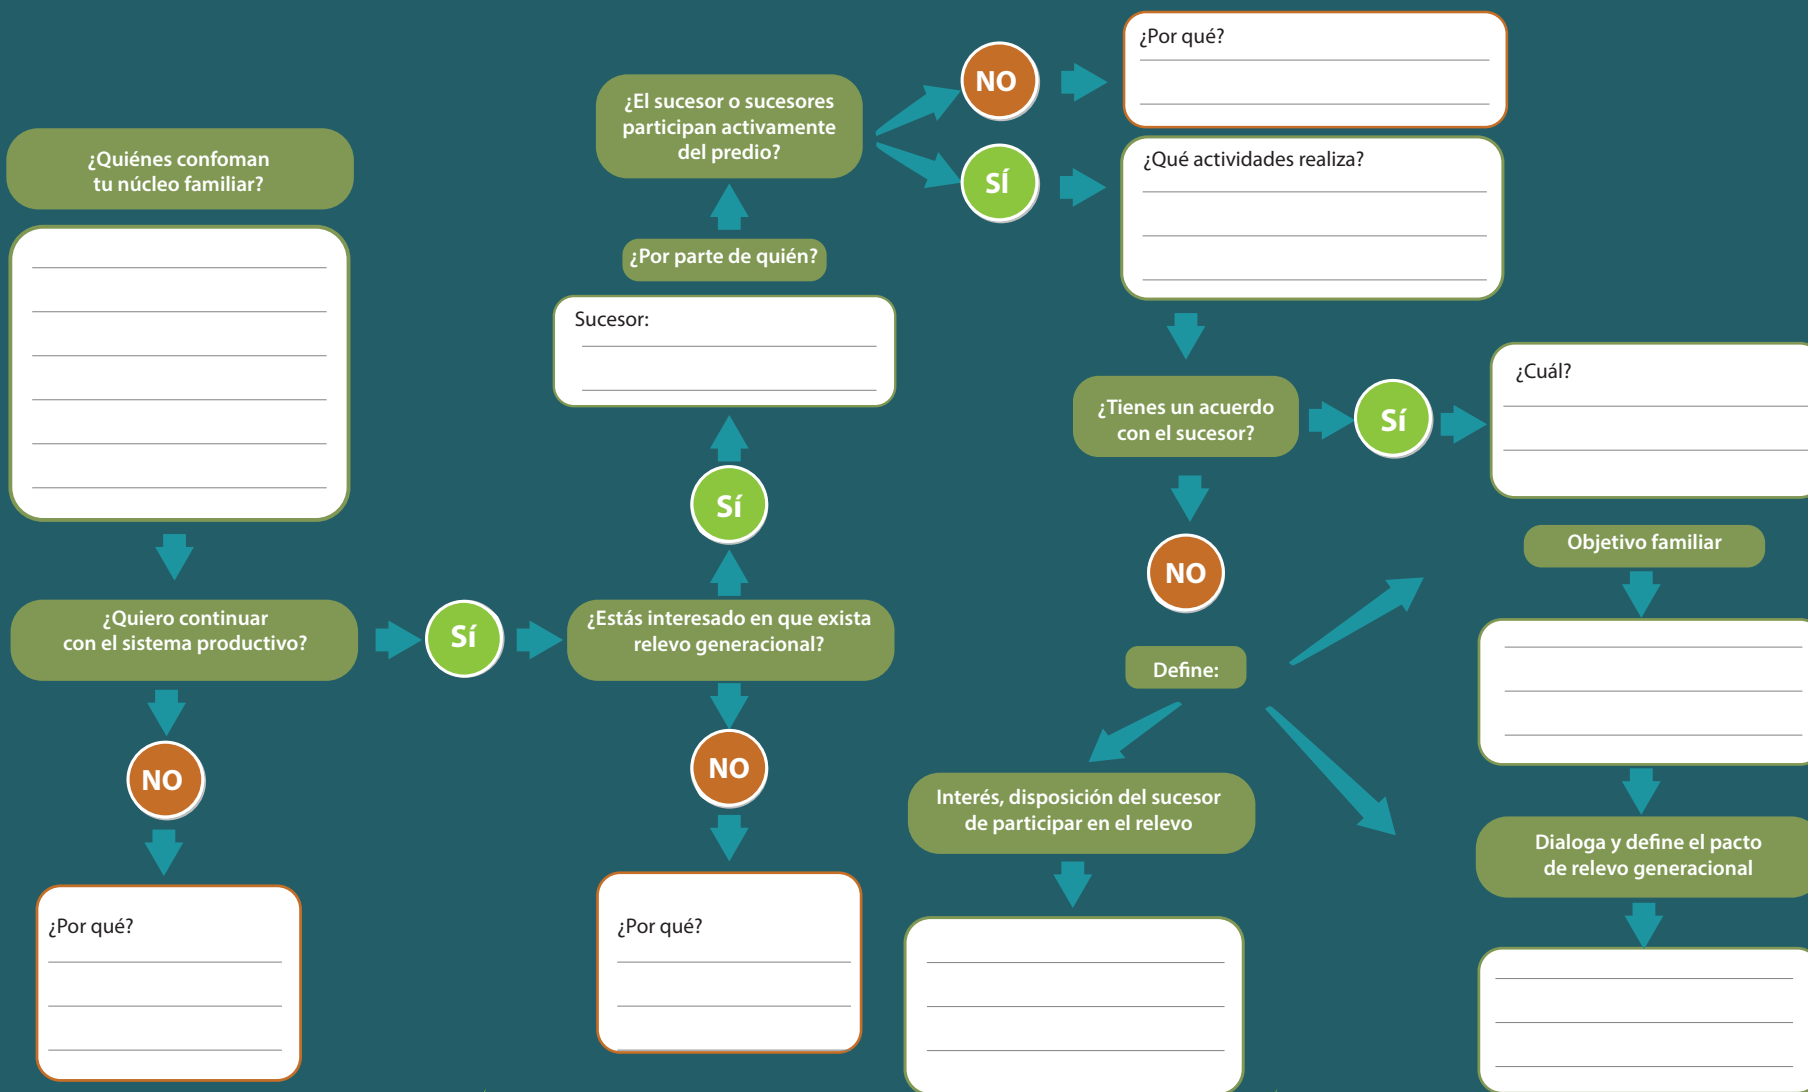 ¿Quiénes confoman
tu núcleo familiar?
¿Quiero continuar
con el sistema productivo?
NO
¿Por qué?
Sí
¿Estás interesado en que exista
relevo generacional?
NO
¿Por qué?
Sí
Sucesor:
¿Por parte de quién?
¿El sucesor o sucesores
participan activamente
del predio?
NO
¿Por qué?
SÍ
¿Qué actividades realiza?
¿Tienes un acuerdo
con el sucesor?
Sí
¿Cuál?
NO
Define:
Interés, disposición del sucesor
de participar en el relevo
Objetivo familiar
Dialoga y define el pacto
de relevo generacional